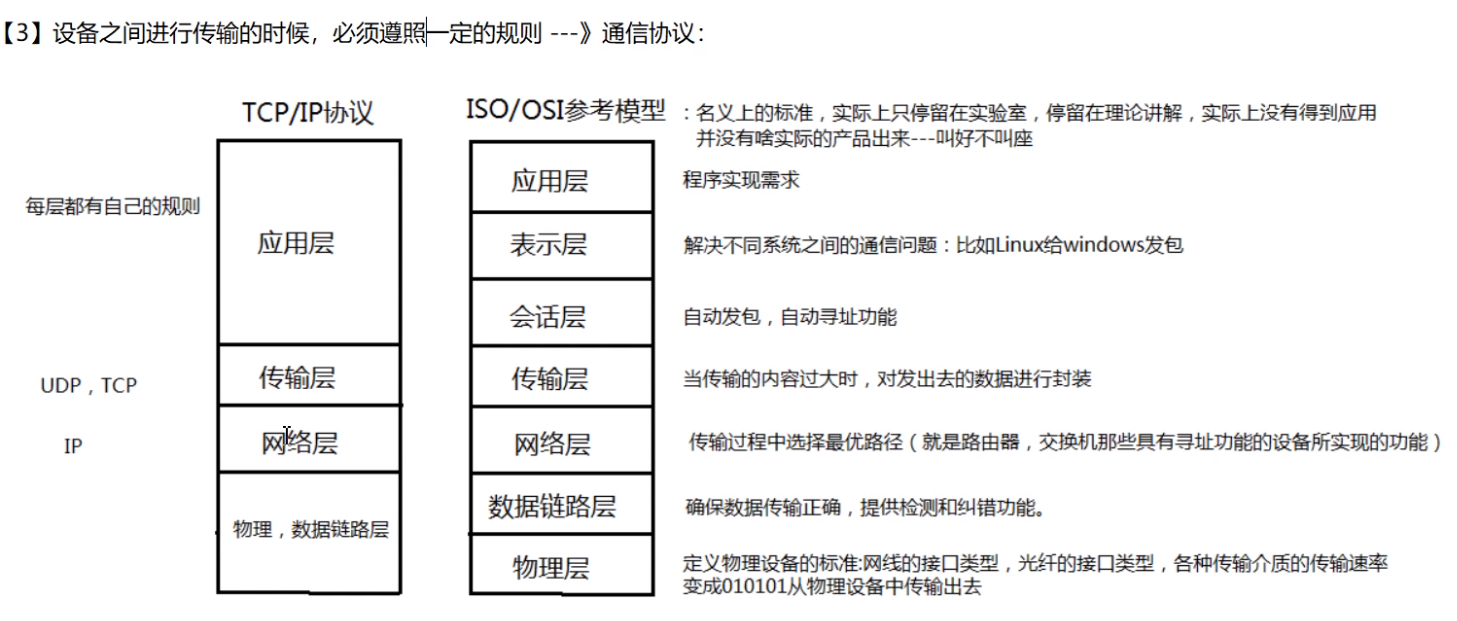 【3】设备之间进行传输的时候，必须遵照一定的规则 ---》通信协议：
TCP/IP协议
ISO/OSI参考模型
：名义上的标准，实际上只停留在实验室，停留在理论讲解，实际上没有得到应用
并没有啥实际的产品出来---叫好不叫座
每层都有自己的规则
应用层
传输层
网络层
物理，数据链路层
UDP，TCP
IP
应用层
程序实现需求
表示层
解决不同系统之间的通信问题：比如Linux给windows发包
会话层
自动发包，自动寻址功能
传输层
当传输的内容过大时，对发出去的数据进行封装
网络层
传输过程中选择最优路径（就是路由器，交换机那些具有寻址功能的设备所实现的功能）
数据链路层
确保数据传输正确，提供检测和纠错功能。
物理层
定义物理设备的标准:网线的接口类型，光纤的接口类型，各种传输介质的传输速率
变成010101从物理设备中传输出去